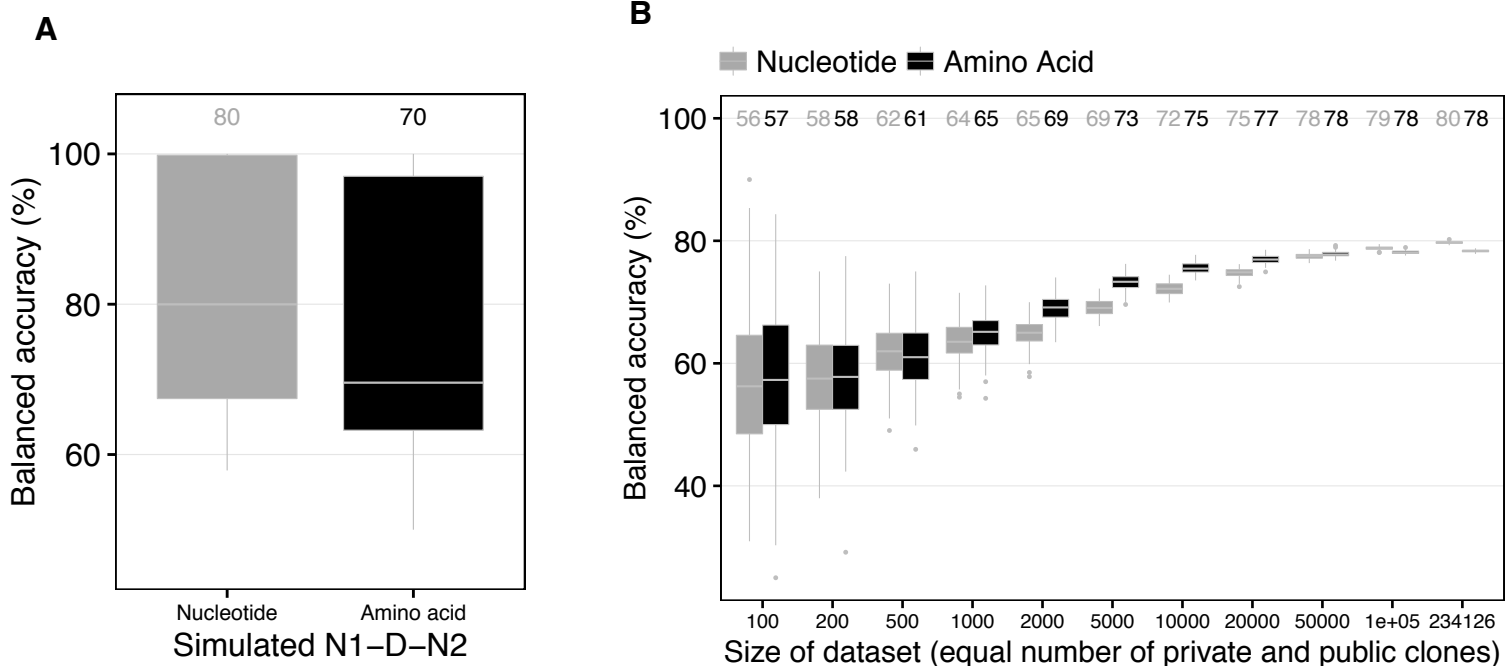 A
80 70
100
80
60
Balanced accuracy (%)
Nucleotide Amino acid
Simulated N1−D−N2
B
Nucleotide Amino Acid
56 57 58 58 62 61 64 65 65 69 69 73 72 75 75 77 78 78 79 78 80 78
100
80
60
40
Balanced accuracy (%)
100 200 500 1000 2000 5000 10000 20000 50000 1e+05 234126
Size of dataset (equal number of private and public clones)